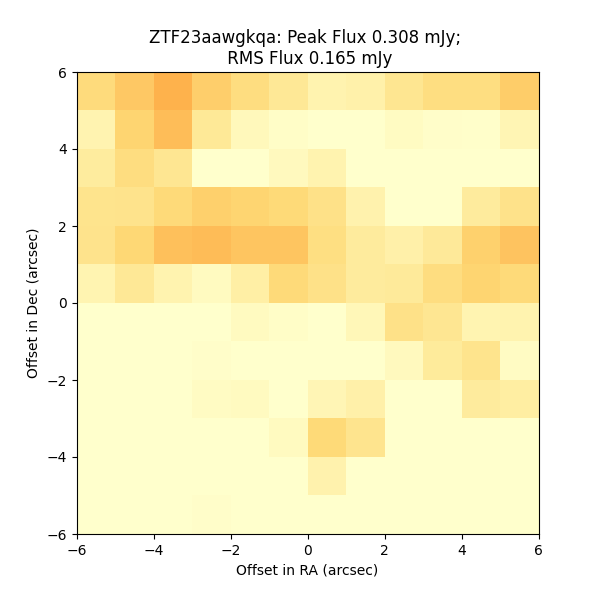 ZTF23aawgkqa: Peak Flux 0.308 mJy;
RMS Flux 0.165 mJy
6
4
2
0
−2
−4
−6
Offset in Dec (arcsec)
−6 −4 −2 0 2 4 6
Offset in RA (arcsec)